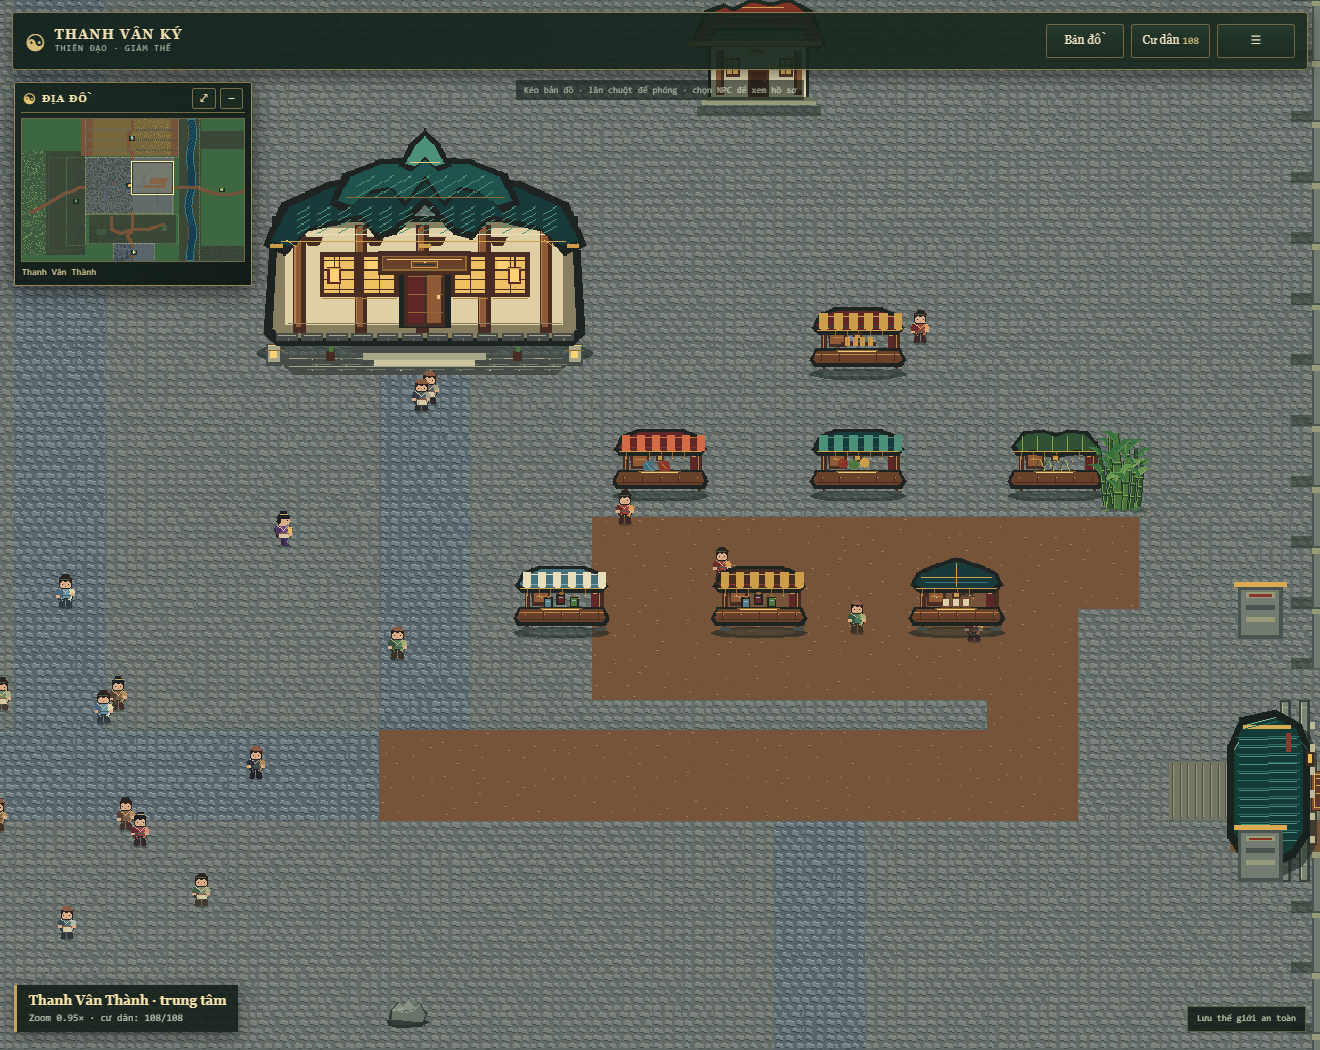 THANH VÂN KÝ
THIÊN ĐẠO · GIÁM THẾ
Bản đồ
Cư dân 108
☰
Kéo bản đồ · lăn chuột để phóng · chọn NPC để xem hồ sơ
ĐỊA ĐỒ
Thanh Vân Thành
Thanh Vân Thành · trung tâm
Zoom 0.95× · cư dân: 108/108
Lưu thế giới an toàn